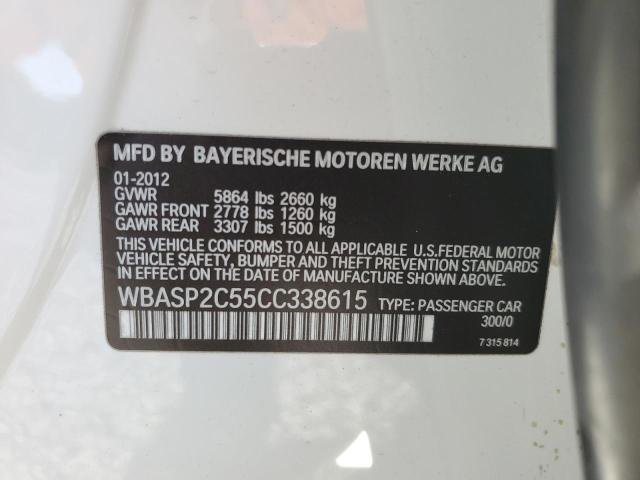 MFD BY BAYERISCHE MOTOREN WERKE AG
01-2012
GVWR 5864 lbs 2660 kg
GAWR FRONT 2778 lbs 1260 kg
GAWR REAR 3307 lbs 1500 kg
THIS VEHICLE CONFORMS TO ALL APPLICABLE U.S.FEDERAL MOTOR
VEHICLE SAFETY, BUMPER AND THEFT PREVENTION STANDARDS IN
EFFECT ON THE DATE OF MANUFACTURE SHOWN ABOVE.
WBASP2C55CC338615 TYPE: PASSENGER CAR
300/0
7 315 814